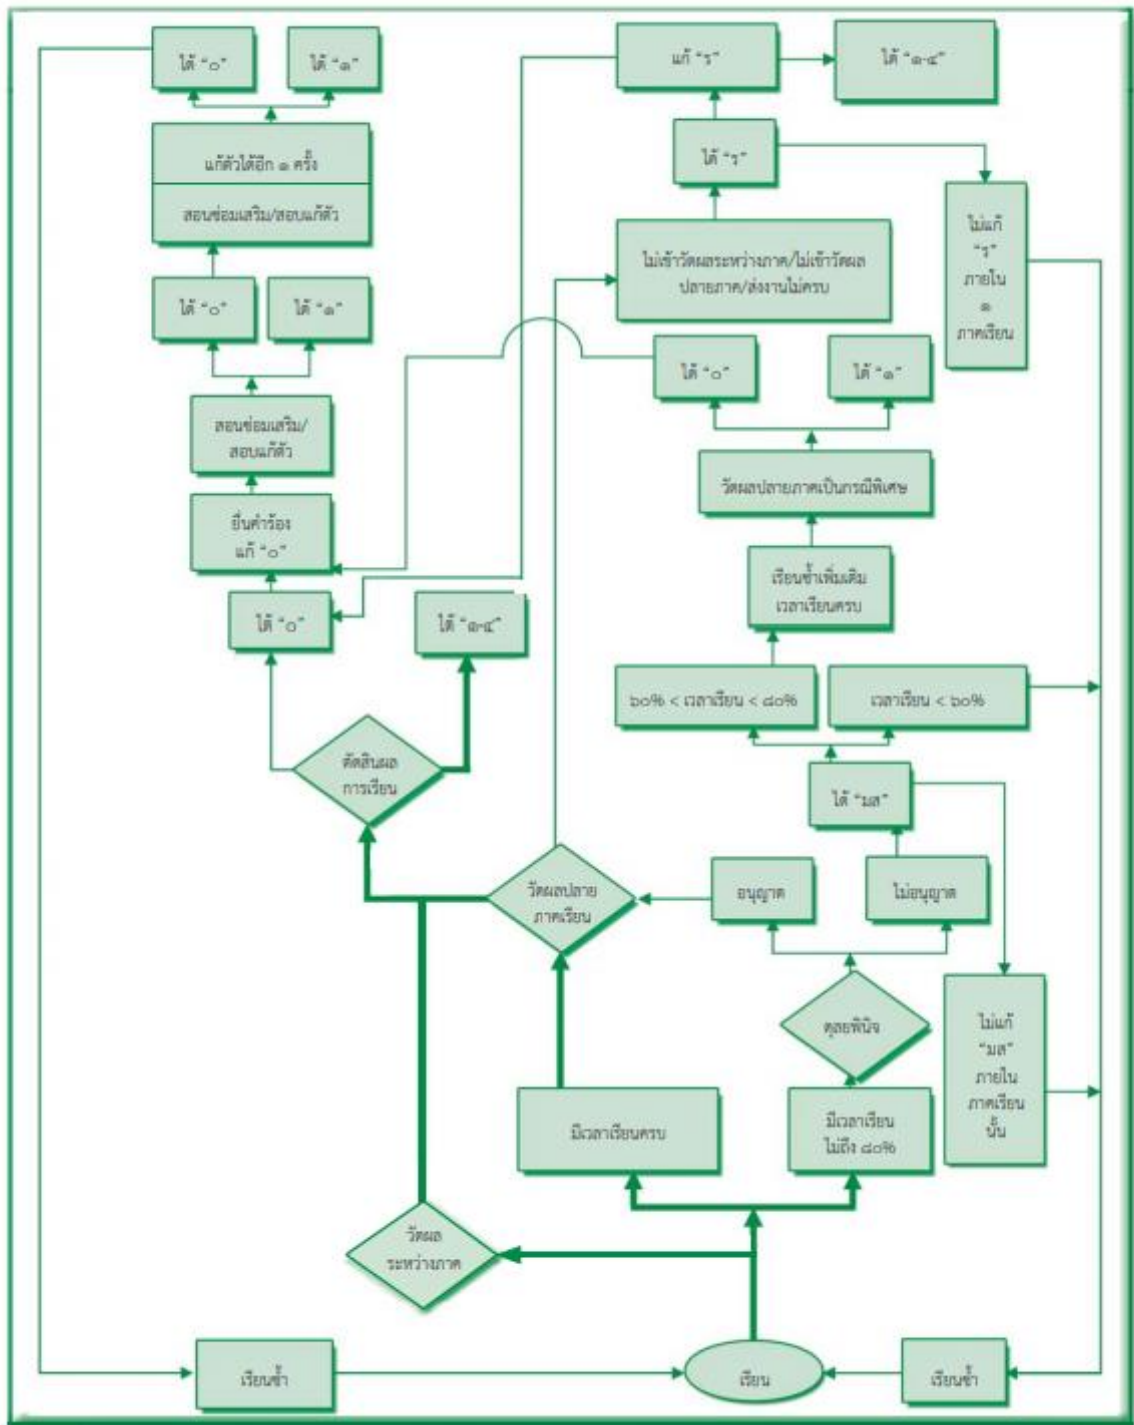 ได้ “๐”
ได้ “๑”
แก้ “ร”
ได้ “๑-๔”
แก้ตัวได้อีก ๑ ครั้ง
สอนซ่อมเสริม/สอบแก้ตัว
ได้ “ร”
ไม่แก้
“ร”
ภายใน
๑
ภาคเรียน
ไม่เข้าวัดผลระหว่างภาค/ไม่เข้าวัดผล
ปลายภาค/ส่งงานไม่ครบ
ได้ “๐”
ได้ “๑”
ได้ “๐”
ได้ “๑”
สอนซ่อมเสริม/
สอบแก้ตัว
วัดผลปลายภาคเป็นกรณีพิเศษ
ยื่นคำร้อง
แก้ “๐”
เรียนซ้ำเพิ่มเติม
เวลาเรียนครบ
ได้ “๐”
ได้ “๑-๔”
๖๐% < เวลาเรียน < ๘๐%
เวลาเรียน < ๖๐%
ตัดสินผล
การเรียน
ได้ “มส”
วัดผลปลาย
ภาคเรียน
อนุญาต
ไม่อนุญาต
ดุลยพินิจ
ไม่แก้
“มส”
ภายใน
ภาคเรียน
นั้น
มีเวลาเรียนครบ
มีเวลาเรียน
ไม่ถึง ๘๐%
วัดผล
ระหว่างภาค
เรียนซ้ำ
เรียน
เรียนซ้ำ